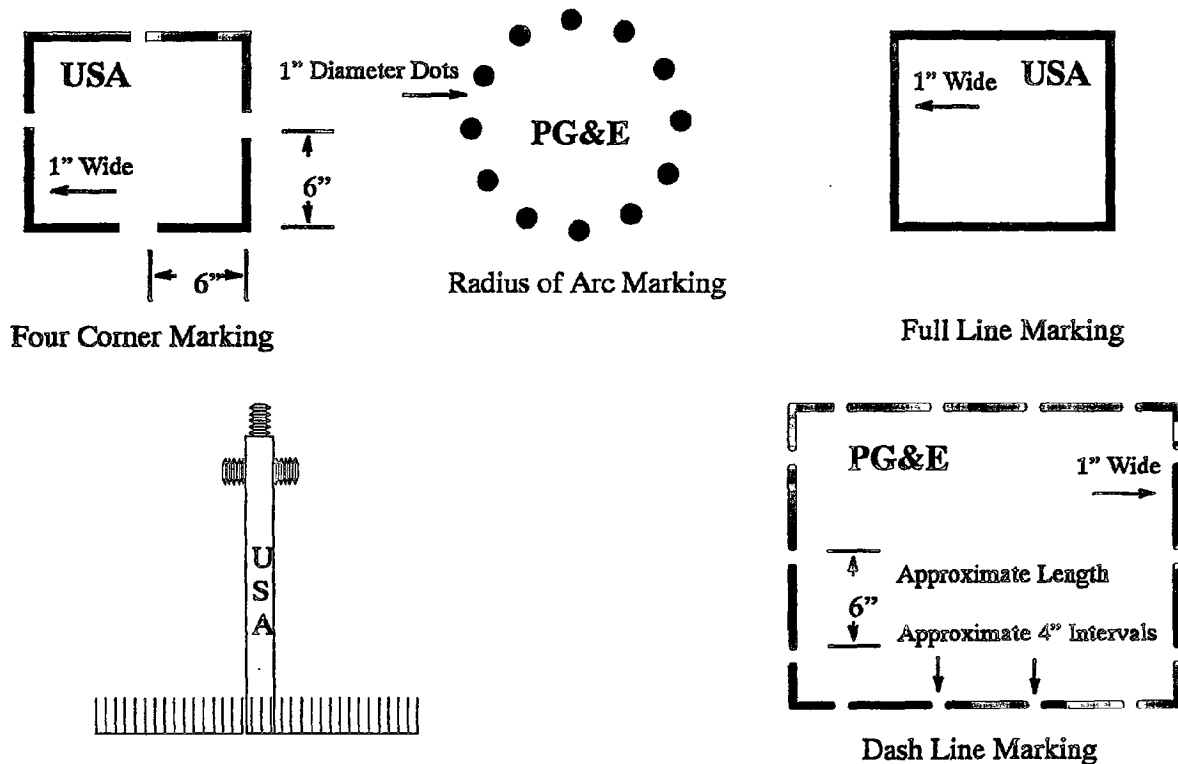 USA
1” Wide
6”
6”
Four Corner Marking
1” Diameter Dots
PG&E
Radius of Arc Marking
USA
1” Wide
Full Line Marking
U
S
A
PG&E
1” Wide
Approximate Length
6”
Approximate 4” Intervals
Dash Line Marking